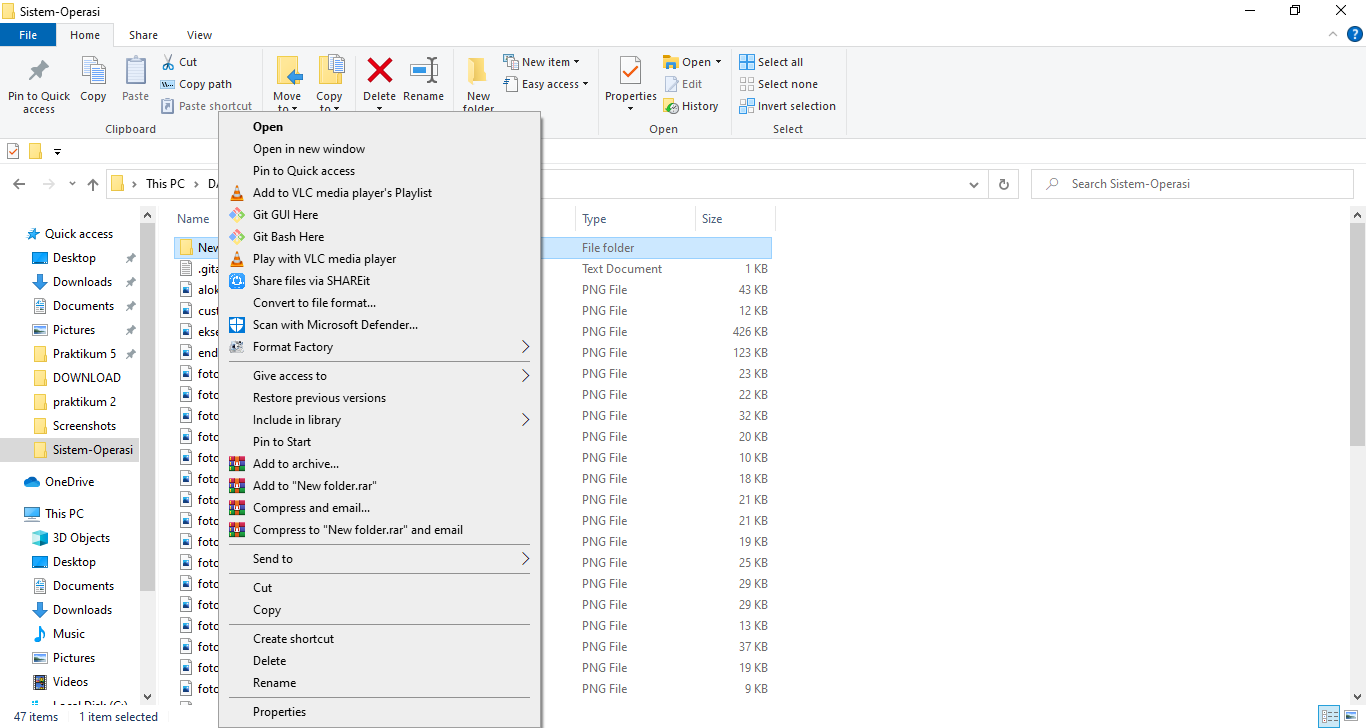 Sistem-Operasi
File Home Share View
Pin to Quick access
Copy
Paste
Cut
Copy path
Paste shortcut
Clipboard
Move to
Copy to
Delete
Rename
New folder
New item
Easy access
Properties
Open
Edit
History
Open
Select all
Select none
Invert selection
Select
This PC
Search Sistem-Operasi
Quick access
Desktop
Downloads
Documents
Pictures
Praktikum 5
DOWNLOAD
praktikum 2
Screenshots
Sistem-Operasi
OneDrive
This PC
3D Objects
Desktop
Documents
Downloads
Music
Pictures
Videos
Open
Open in new window
Pin to Quick access
Add to VLC media player's Playlist
Git GUI Here
Git Bash Here
Play with VLC media player
Share files via SHAREit
Convert to file format...
Scan with Microsoft Defender...
Format Factory
Give access to
Restore previous versions
Include in library
Pin to Start
Add to archive...
Add to "New folder.rar"
Compress and email...
Compress to "New folder.rar" and email
Send to
Cut
Copy
Create shortcut
Delete
Rename
Properties
Name Type Size
New File folder
.gita Text Document 1 KB
alok PNG File 43 KB
cust PNG File 12 KB
ekse PNG File 426 KB
end PNG File 123 KB
foto PNG File 23 KB
foto PNG File 22 KB
foto PNG File 32 KB
foto PNG File 20 KB
foto PNG File 10 KB
foto PNG File 18 KB
foto PNG File 21 KB
foto PNG File 21 KB
foto PNG File 19 KB
foto PNG File 25 KB
foto PNG File 29 KB
foto PNG File 29 KB
foto PNG File 13 KB
foto PNG File 37 KB
foto PNG File 19 KB
foto PNG File 9 KB
47 items 1 item selected